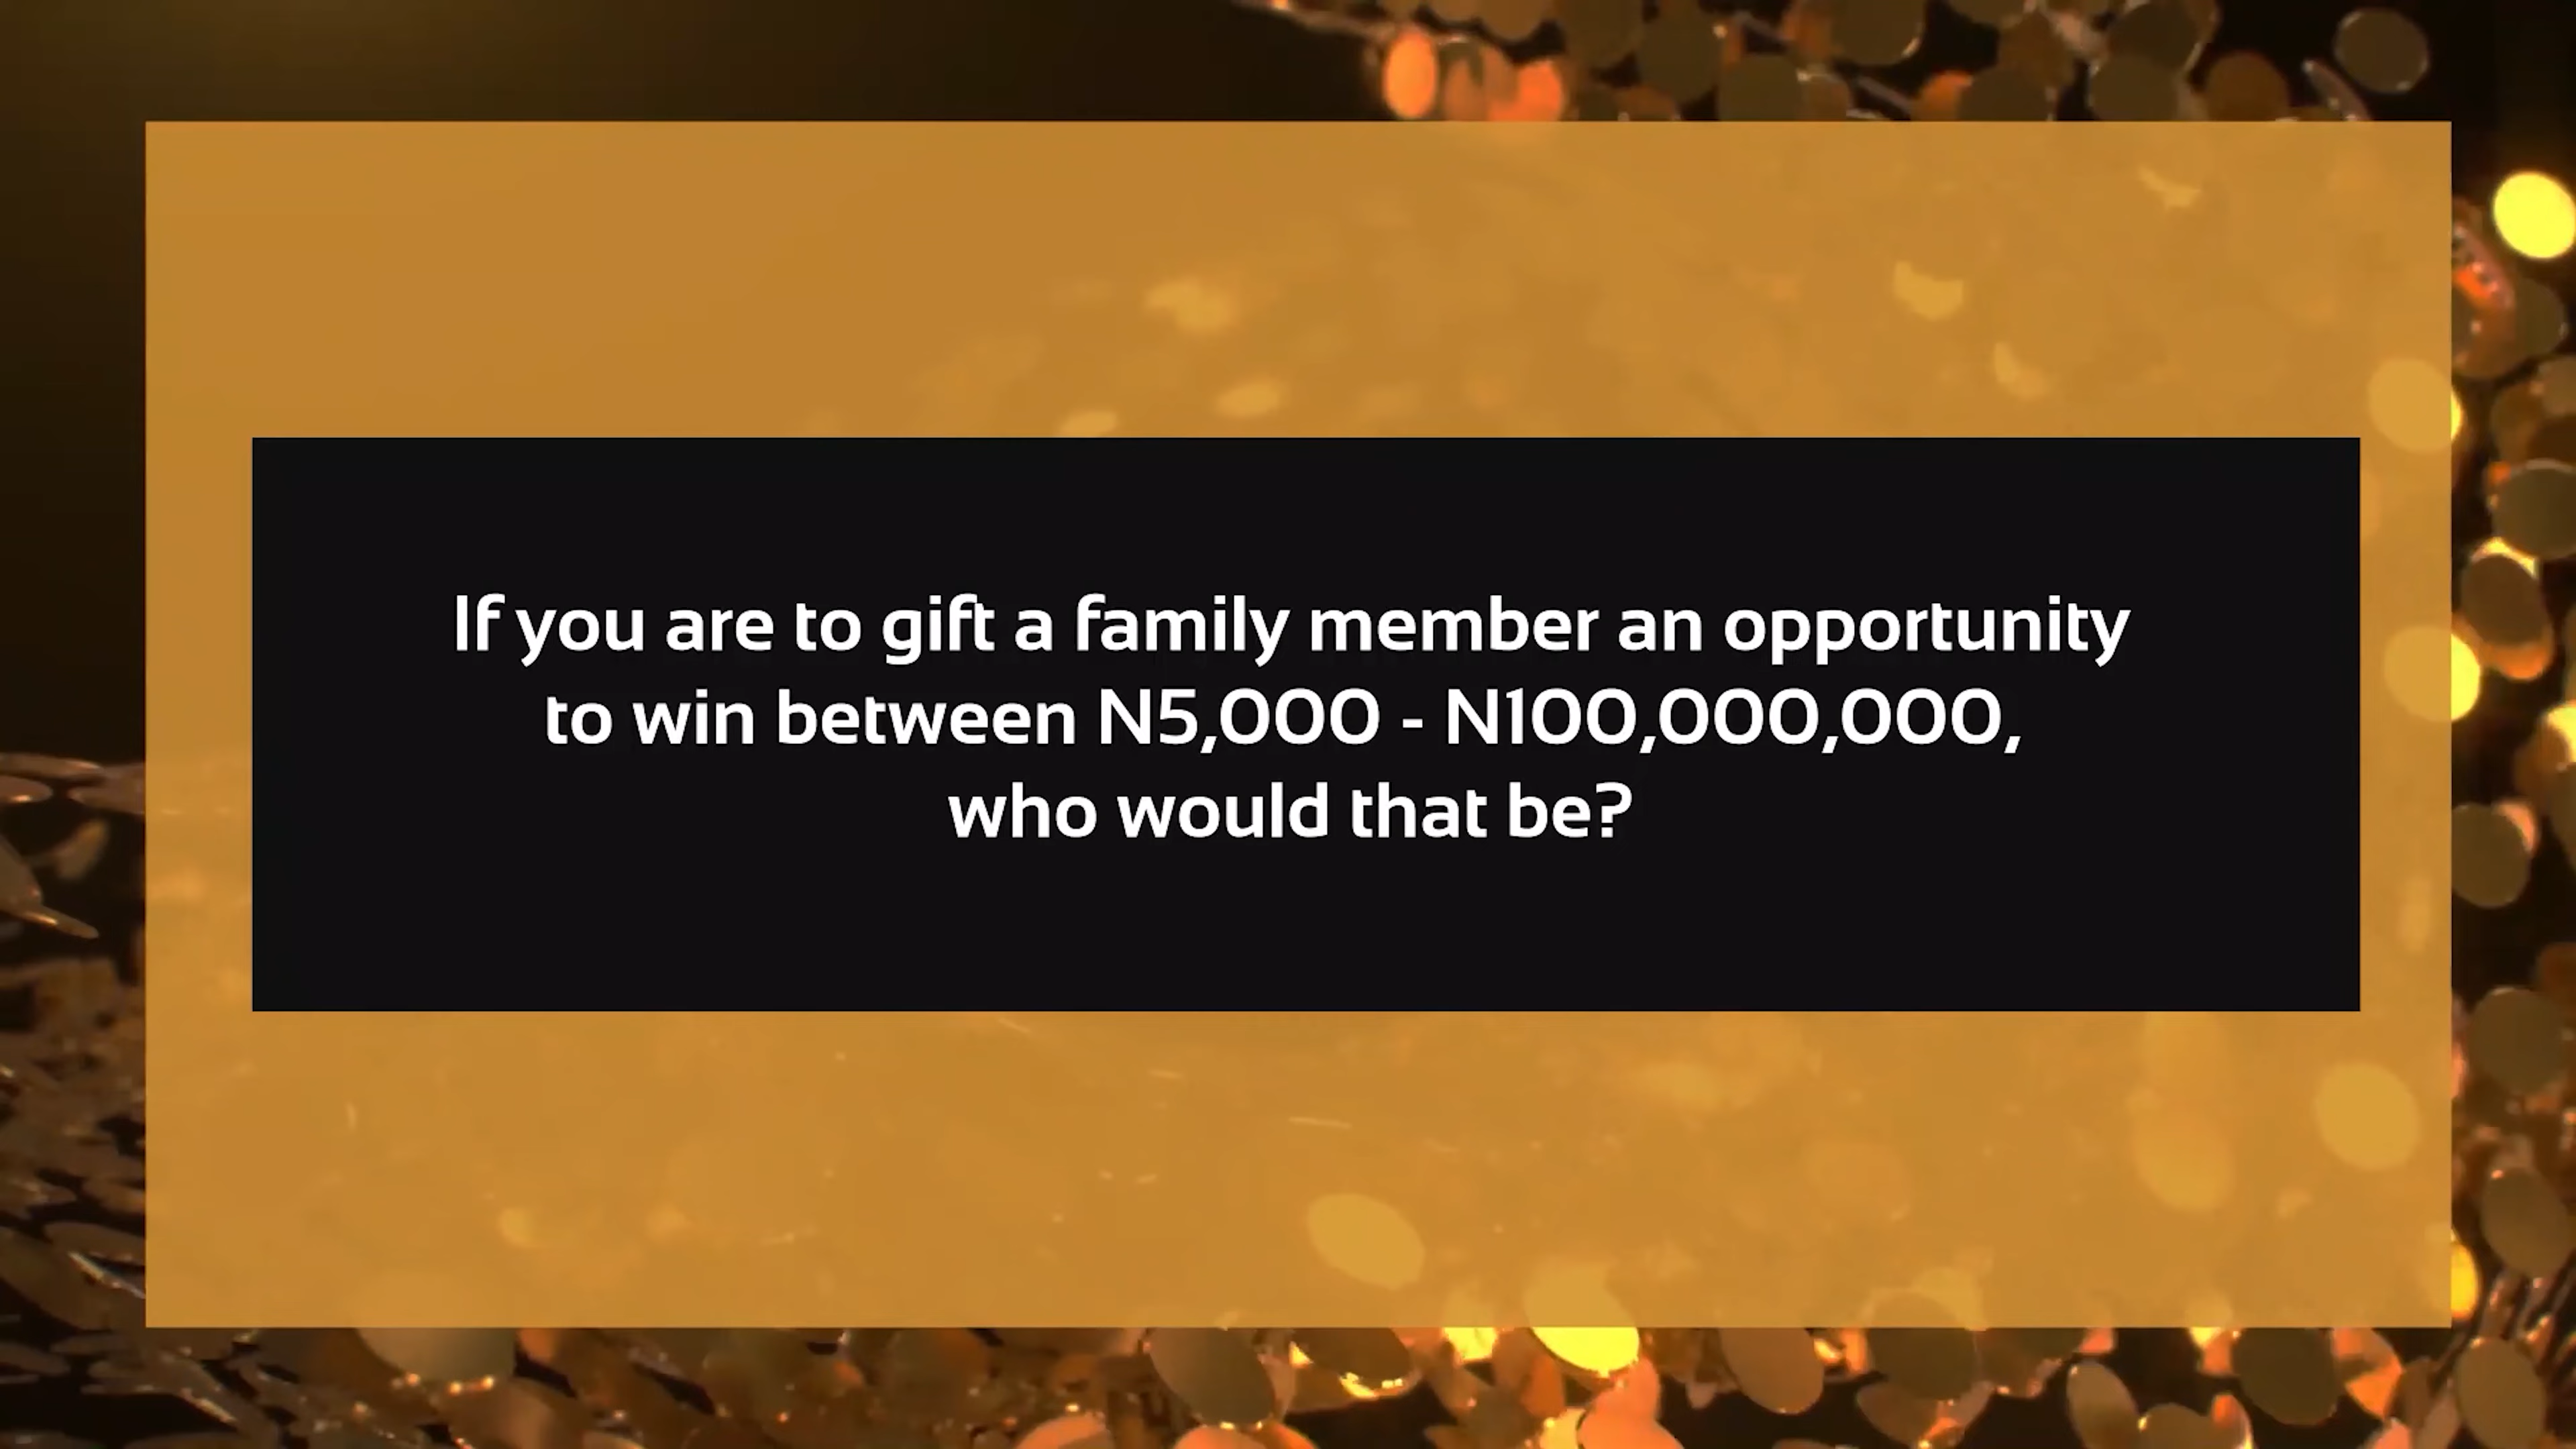 If you are to gift a family member an opportunity
to win between N5,000 - N100,000,000,
who would that be?